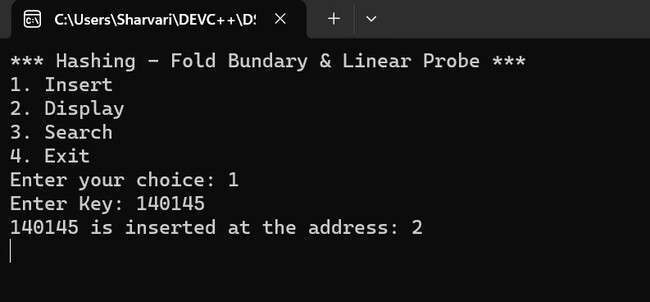 C:\Users\Sharvari\DEVC++\DS
*** Hashing - Fold Bundary & Linear Probe ***
1. Insert
2. Display
3. Search
4. Exit
Enter your choice: 1
Enter Key: 140145
140145 is inserted at the address: 2